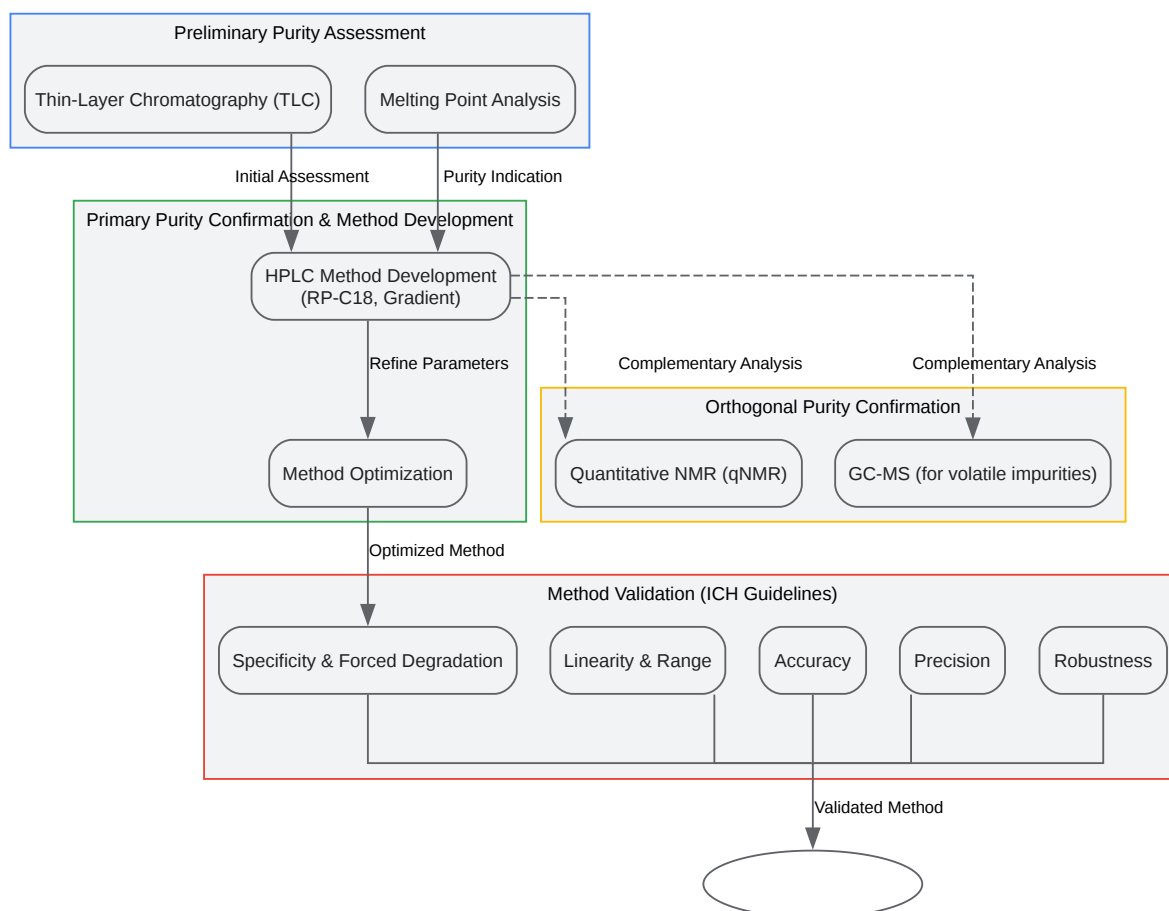 Preliminary Purity Assessment
Thin-Layer Chromatography (TLC)
Melting Point Analysis
Initial Assessment
Purity Indication
Primary Purity Confirmation & Method Development
HPLC Method Development
(RP-C18, Gradient)
Refine Parameters
Complementary Analysis
Complementary Analysis
Orthogonal Purity Confirmation
Method Optimization
Quantitative NMR (qNMR)
GC-MS (for volatile impurities)
Optimized Method
Method Validation (ICH Guidelines)
Specificity & Forced Degradation
Linearity & Range
Accuracy
Precision
Robustness
Validated Method